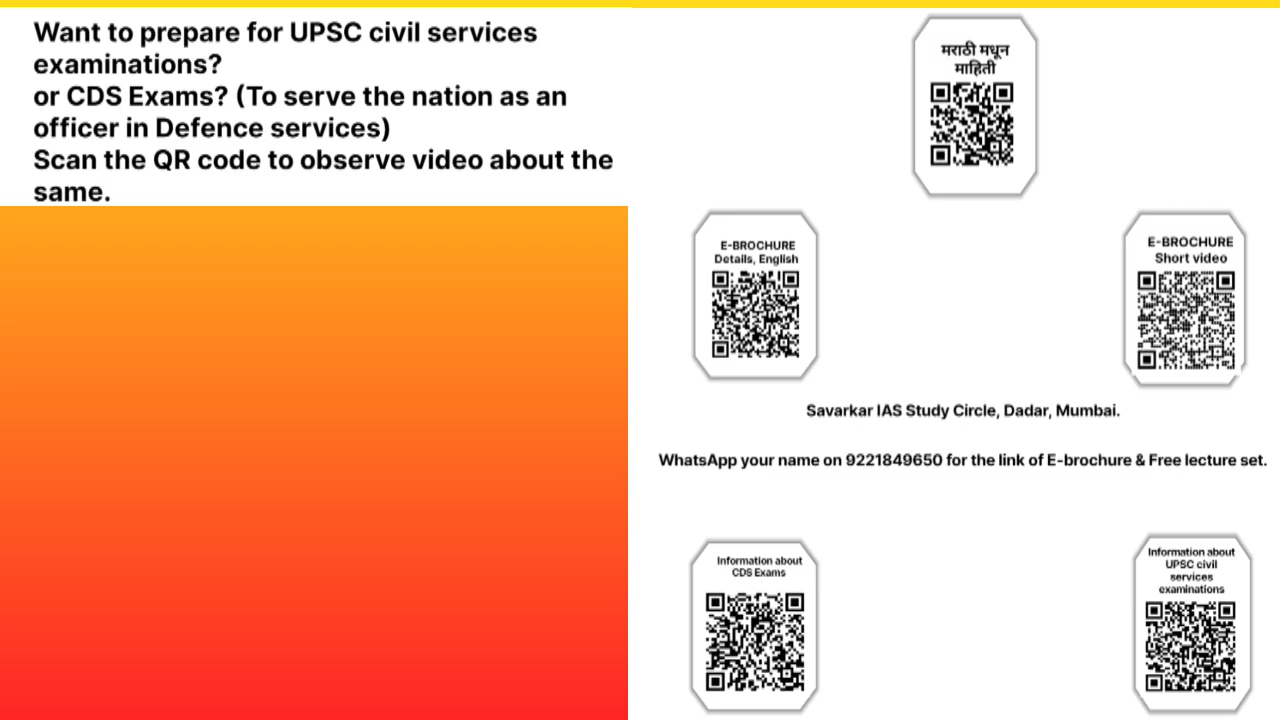 Want to prepare for UPSC civil services
examinations?
or CDS Exams? (To serve the nation as an
officer in Defence services)
Scan the QR code to observe video about the
same.
मराठी मधून
माहिती
E-BROCHURE
Details, English
E-BROCHURE
Short video
Savarkar IAS Study Circle, Dadar, Mumbai.
WhatsApp your name on 9221849650 for the link of E-brochure & Free lecture set.
Information about
CDS Exams
Information about
UPSC civil
services
examinations